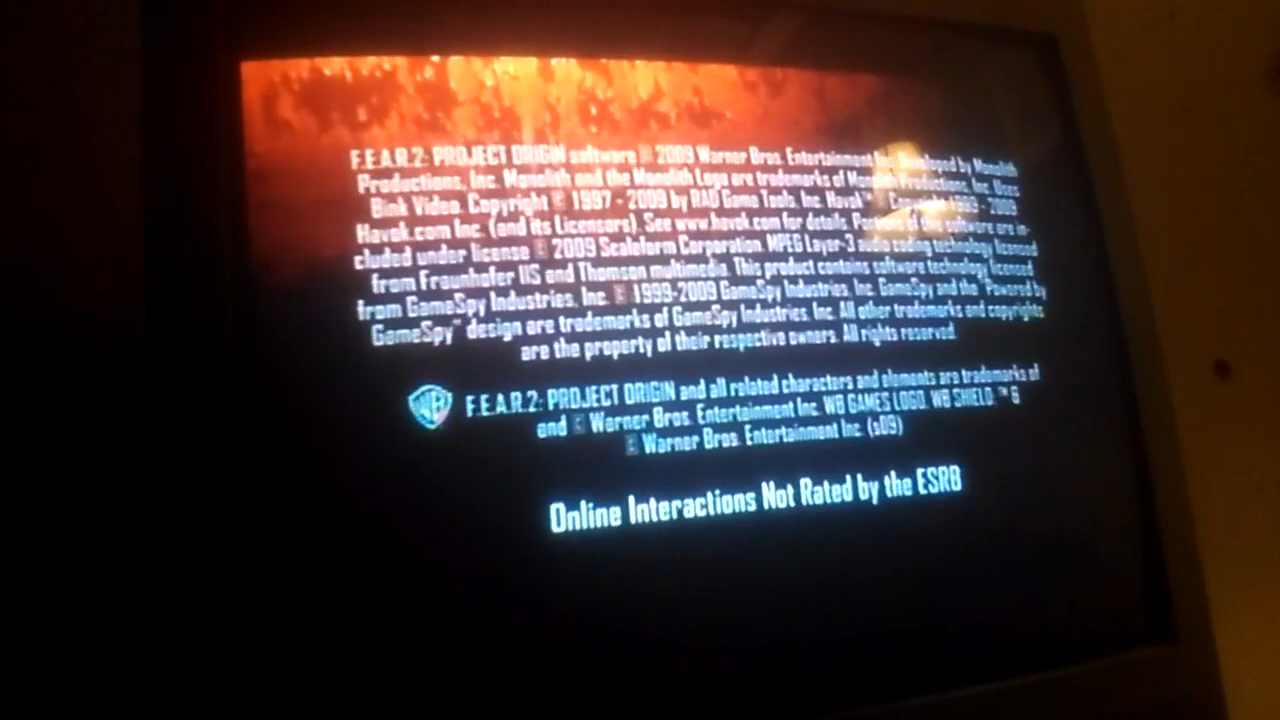 F.E.A.R.2: PROJECT ORIGIN software © 2009 Warner Bros. Entertainment Inc. Developed by Monolith
Productions, Inc. Monolith and the Monolith Logo are trademarks of Monolith Productions, Inc. Uses
Bink Video. Copyright © 1997 - 2009 by RAD Game Tools, Inc. Havok™. Copyright 1999 - 2009
Havok.com Inc. (and its Licensors). See www.havok.com for details. Portions of this software are in-
cluded under license © 2009 Scaleform Corporation. MPEG Layer-3 audio coding technology licensed
from Fraunhofer IIS and Thomson multimedia. This product contains software technology licensed
from GameSpy Industries, Inc. © 1999-2009 GameSpy Industries, Inc. GameSpy and the "Powered by
GameSpy" design are trademarks of GameSpy Industries, Inc. All other trademarks and copyrights
are the property of their respective owners. All rights reserved.
WB F.E.A.R.2: PROJECT ORIGIN and all related characters and elements are trademarks of
and © Warner Bros. Entertainment Inc. WB GAMES LOGO, WB SHIELD: ™ &
© Warner Bros. Entertainment Inc. (s09)
Online Interactions Not Rated by the ESRB